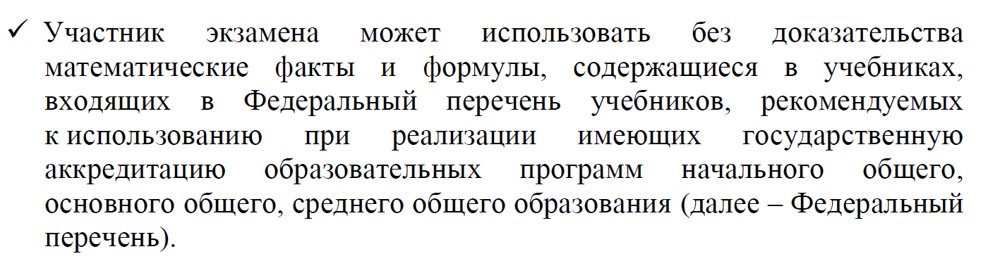 ✓ Участник экзамена может использовать без доказательства
математические факты и формулы, содержащиеся в учебниках,
входящих в Федеральный перечень учебников, рекомендуемых
к использованию при реализации имеющих государственную
аккредитацию образовательных программ начального общего,
основного общего, среднего общего образования (далее – Федеральный
перечень).